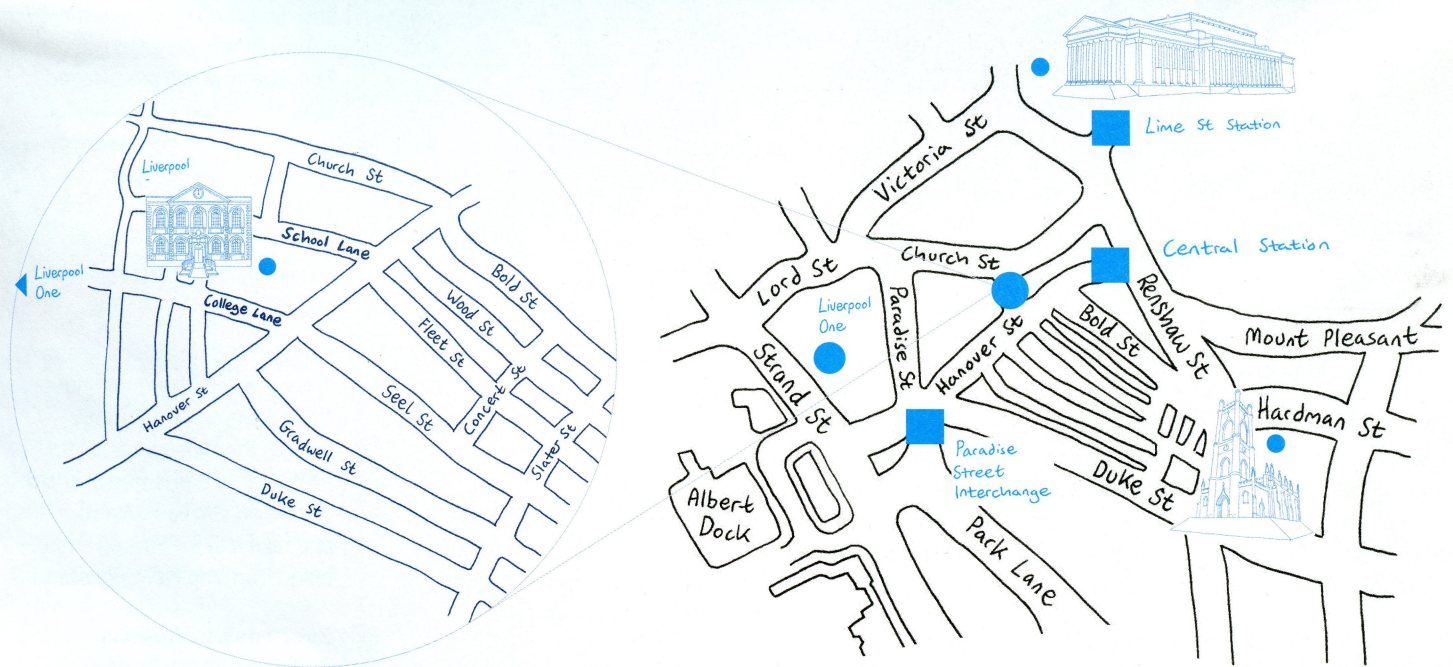 Liverpool
Church St
School Lane
Liverpool
One
College Lane
Bold St
Wood St
Fleet St
Concert St
Seel St
Slater St
Hanover St
Gradwell St
Duke St
Lime St Station
Victoria St
Central Station
Church St
Lord St
Liverpool
One
Paradise St
Hanover St
Bold St
Renshaw St
Mount Pleasant
Strand St
Hardman St
Paradise
Street
Interchange
Duke St
Albert
Dock
Park Lane